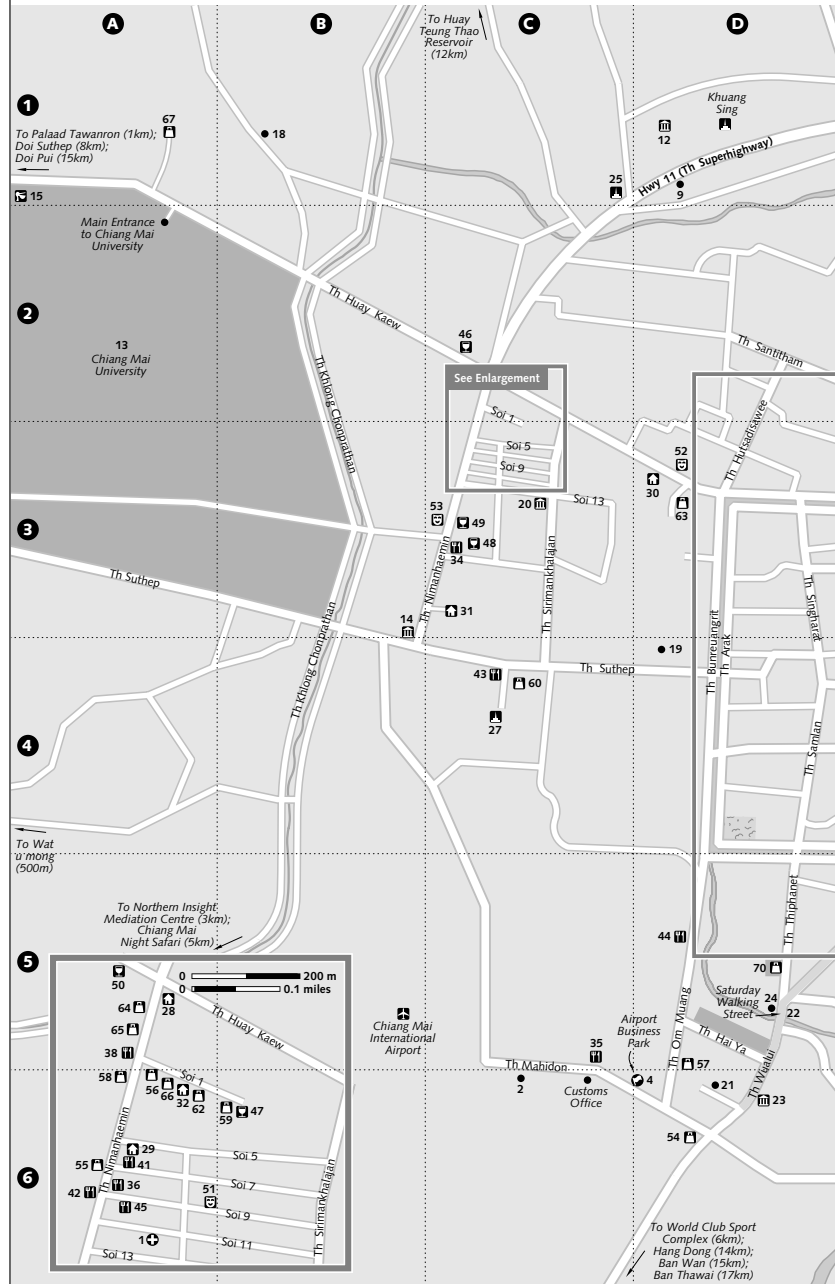 A
B
C
D
To Huay
Teung Thao
Reservoir
(12km)
1
67
To Palaad Tawanron (1km);
Doi Suthep (8km);
Doi Pui (15km)
18
Khuang
Sing
12
Hwy 11 (Th Superhighway)
25
9
15
Main Entrance
to Chiang Mai
University
2
Th Huay Kaew
13
Chiang Mai
University
46
Th Santitham
See Enlargement
Th Khlong Chonprathan
Soi 1
Th Hutsadisawee
52
Soi 5
Soi 9
30
20
Soi 13
63
3
53
49
48
34
Th Suthep
Th Nimanhaemin
Th Sirimankhalajan
Th Singharat
31
14
Th Khlong Chonprathan
19
Th Bunreuangrit
Th Arak
43
60
Th Suthep
27
4
Th Samlan
To Wat
u mong
(500m)
Th Thiphanet
To Northern Insight
Mediation Centre (3km);
Chiang Mai
Night Safari (5km)
44
5
50
0
200 m
0
0.1 miles
70
64
28
Saturday
Walking
Street
24
22
65
Th Huay Kaew
Chiang Mai
International
Airport
Airport
Business
Park
Th Om Muang
38
35
Th Hai Ya
Th Wualui
Soi 1
Th Mahidon
57
58
56
66
32
62
59
47
2
Customs
Office
4
21
23
Th Nimanhaemin
54
29
Soi 5
55
41
6
36
51
Soi 7
42
45
Soi 9
Th Sirimankhalajan
1
Soi 11
Soi 13
To World Club Sport
Complex (6km);
Hang Dong (14km);
Ban Wan (15km);
Ban Thawai (17km)